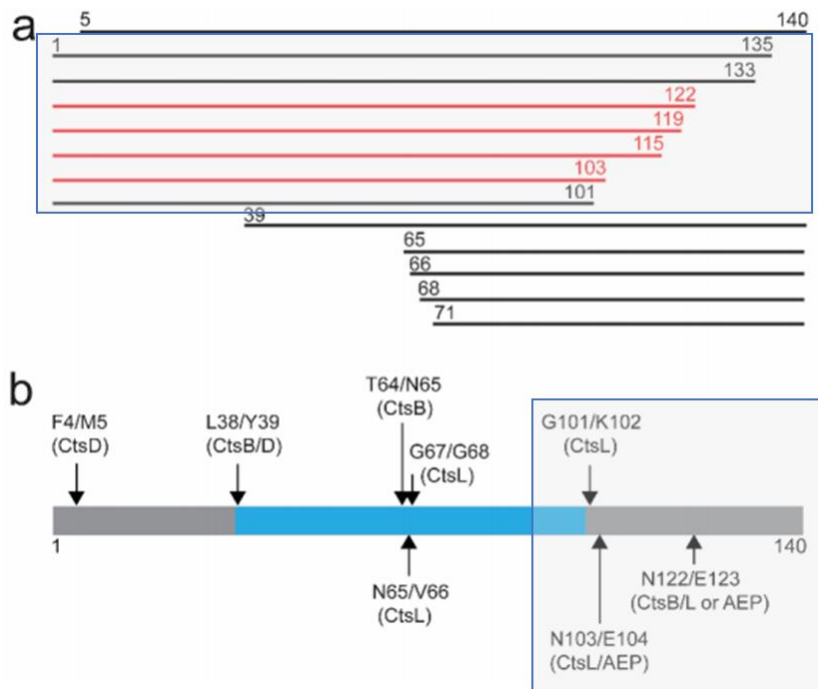 a
5 140
1 135
133
122
119
115
103
101
39
65
66
68
71
b
T64/N65
(CtsB)
F4/M5
(CtsD)
L38/Y39
(CtsB/D)
G101/K102
(CtsL)
G67/G68
(CtsL)
1 140
N65/V66
(CtsL)
N122/E123
(CtsB/L or AEP)
N103/E104
(CtsL/AEP)